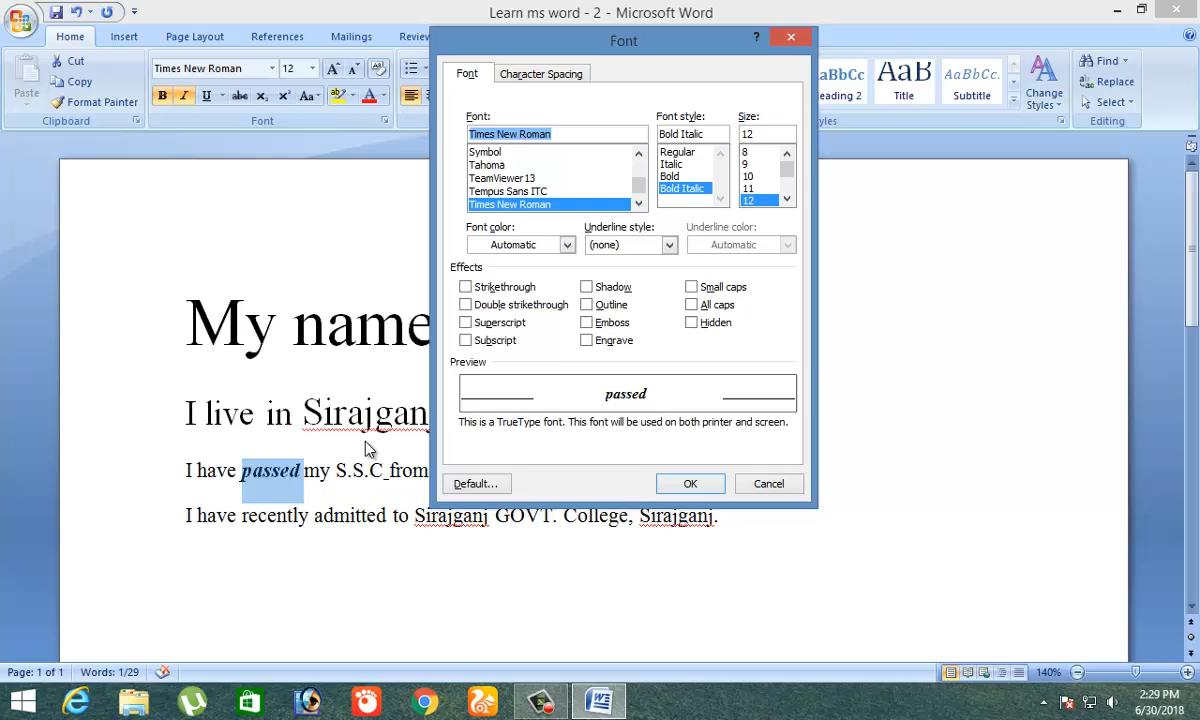 Learn ms word - 2 - Microsoft Word
Home Insert Page Layout References Mailings Review
Paste
Cut
Copy
Format Painter
Clipboard
Times New Roman 12
B I U abc x₂ x² Aa
Font
AaBbCc AaB AaBbCc.
Heading 2 Title Subtitle
Change Styles
Find
Replace
Select
Editing
Font
Font Character Spacing
Font: Font style: Size:
Times New Roman Bold Italic 12
Symbol Regular 8
Tahoma Italic 9
TeamViewer 13 Bold 10
Tempus Sans ITC Bold Italic 11
Times New Roman 12
Font color: Underline style: Underline color:
Automatic (none) Automatic
Effects
Strikethrough Shadow Small caps
Double strikethrough Outline All caps
Superscript Emboss Hidden
Subscript Engrave
Preview
passed
This is a TrueType font. This font will be used on both printer and screen.
Default... OK Cancel
My name
I live in Sirajgan
I have passed my S.S.C from
I have recently admitted to Sirajganj GOVT. College, Sirajganj.
Page: 1 of 1 Words: 1/29 140%
2:29 PM
6/30/2018